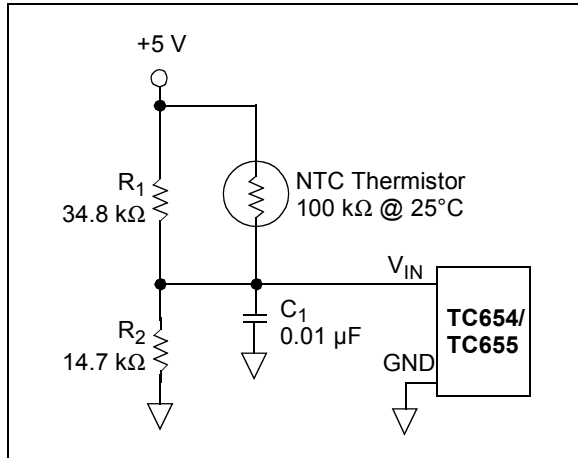 +5 V
R1
34.8 kΩ
NTC Thermistor
100 kΩ @ 25°C
VIN
R2
14.7 kΩ
C1
0.01 µF
TC654/
TC655
GND